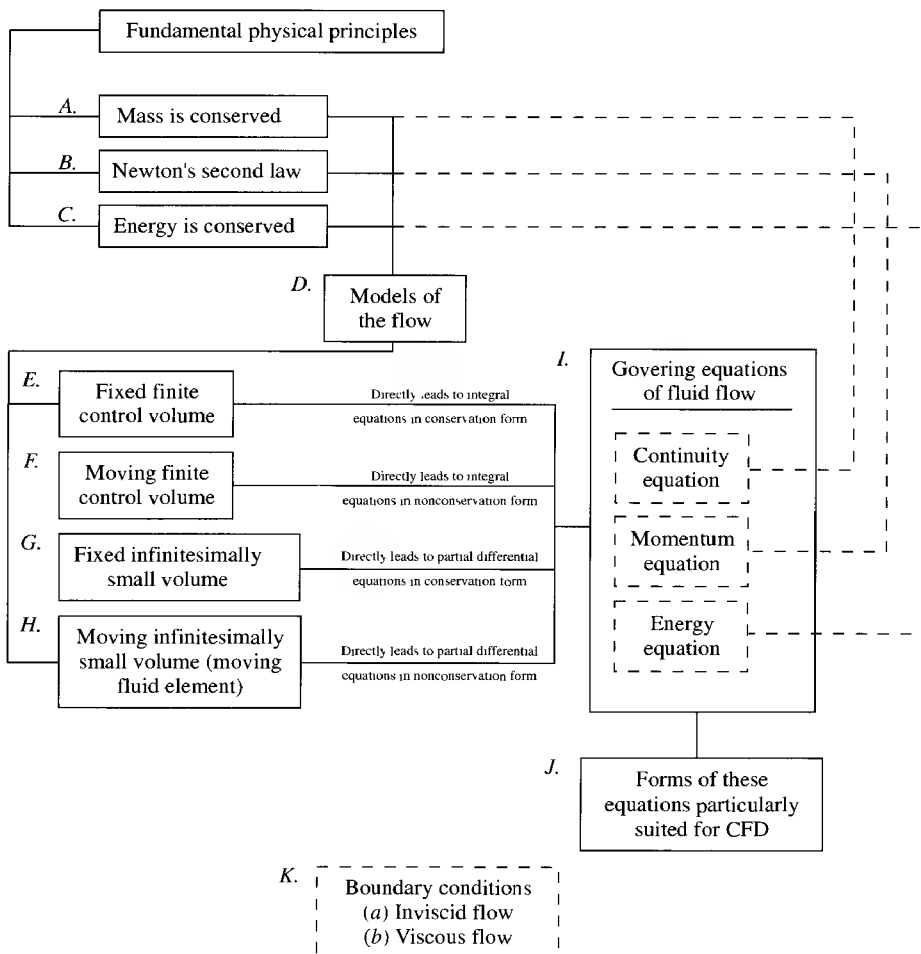 Fundamental physical principles
A.
Mass is conserved
B.
Newton's second law
C.
Energy is conserved
D.
Models of
the flow
E.
Fixed finite
control volume
Directly leads to integral
equations in conservation form
F.
Moving finite
control volume
Directly leads to integral
equations in nonconservation form
G.
Fixed infinitesimally
small volume
Directly leads to partial differential
equations in conservation form
H.
Moving infinitesimally
small volume (moving
fluid element)
Directly leads to partial differential
equations in nonconservation form
I.
Govering equations
of fluid flow
Continuity
equation
Momentum
equation
Energy
equation
J.
Forms of these
equations particularly
suited for CFD
K.
Boundary conditions
(a) Inviscid flow
(b) Viscous flow